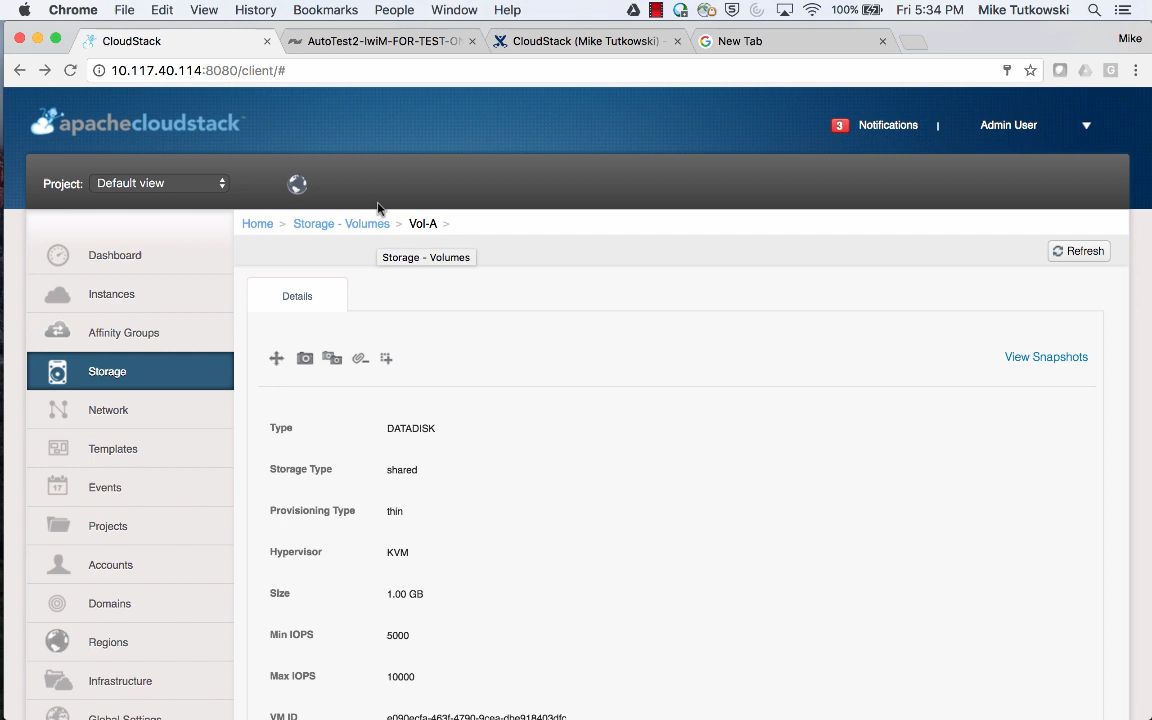 Chrome File Edit View History Bookmarks People Window Help 100% Fri 5:34 PM Mike Tutkowski
CloudStack AutoTest2-IwiM-FOR-TEST-O CloudStack (Mike Tutkowski) - New Tab Mike
10.117.40.114:8080/client/#
apachecloudstack 3 Notifications | Admin User
Project: Default view
Home > Storage - Volumes > Vol-A >
Storage - Volumes
Refresh
Dashboard
Instances
Affinity Groups
Storage
Network
Templates
17 Events
Projects
Accounts
Domains
Regions
Infrastructure
Global Settings
Details
View Snapshots
Type DATADISK
Storage Type shared
Provisioning Type thin
Hypervisor KVM
Size 1.00 GB
Min IOPS 5000
Max IOPS 10000
VM ID e090ecfa-463f-4790-9cea-dbe918403dfc